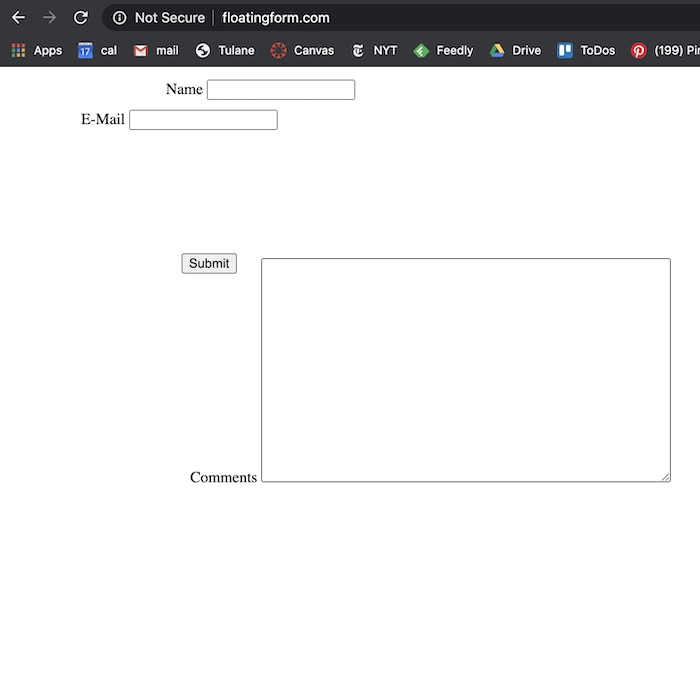 Not Secure floatingform.com
Apps 17 cal mail Tulane Canvas NYT Feedly Drive ToDos (199) Pi
Name
E-Mail
Submit
Comments